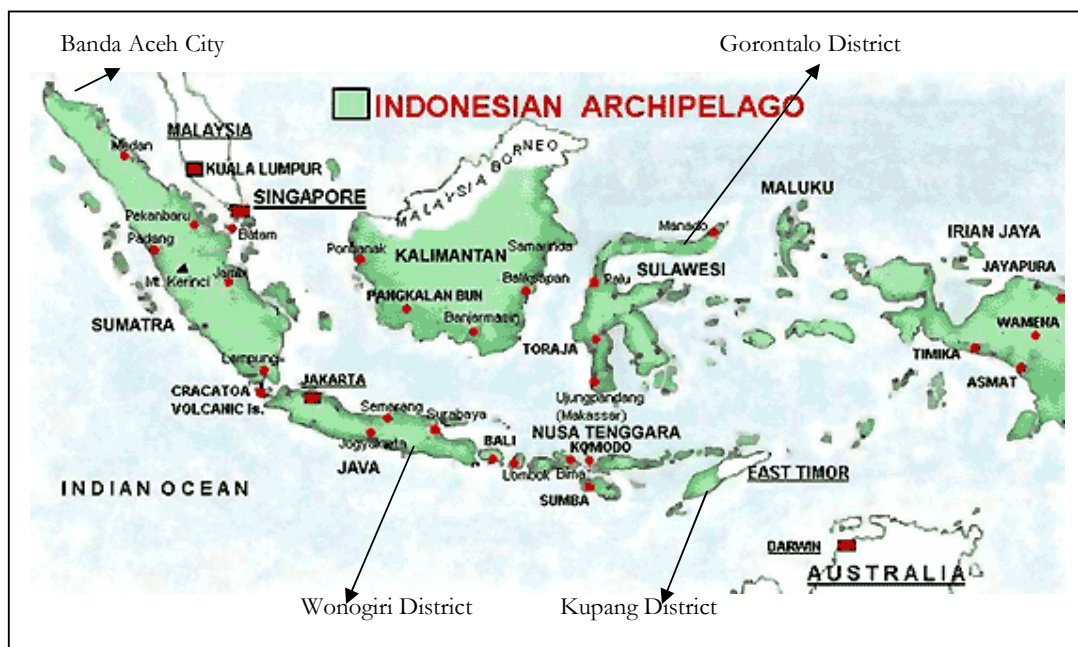 Banda Aceh City
Gorontalo District
INDONESIAN ARCHIPELAGO
MALAYSIA
Medan
KUALA LUMPUR
SINGAPORE
MALAYSIA BORNEO
MALUKU
Pekanbaru
Batam
Padang
Mt. Kerinci
Jambi
SUMATRA
Pontianak
KALIMANTAN
Samarinda
Balikpapan
PANGKALAN BUN
Banjarmasin
Manado
SULAWESI
Palu
TORAJA
IRIAN JAYA
JAYAPURA
WAMENA
TIMIKA
ASMAT
Lampung
CRACATOA
VOLCANIC Is.
JAKARTA
Semarang
Surabaya
Jogyakarta
JAVA
Ujungpandang
(Makassar)
NUSA TENGGARA
BALI
KOMODO
Lombok
Bima
SUMBA
EAST TIMOR
INDIAN OCEAN
DARWIN
AUSTRALIA
Wonogiri District
Kupang District